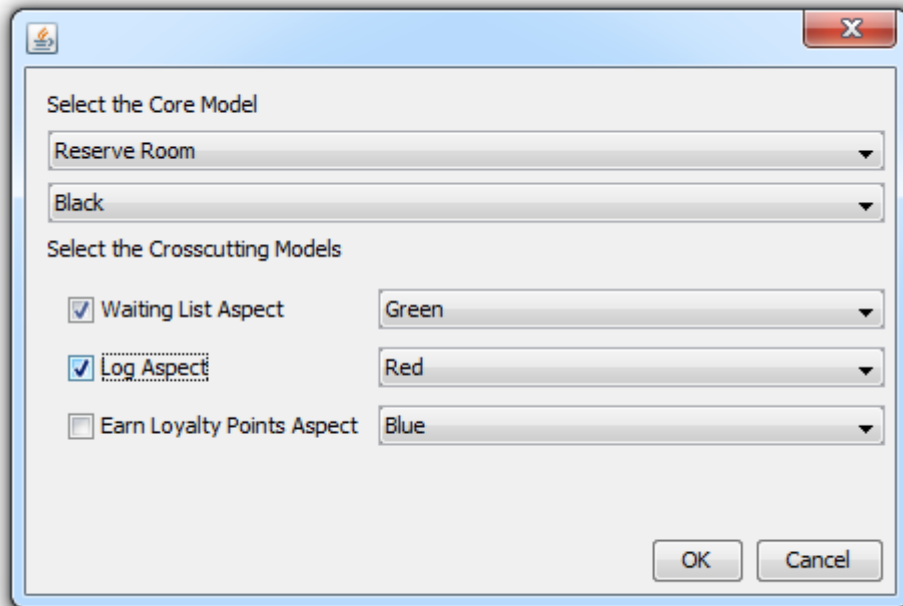 Select the Core Model
Reserve Room
Black
Select the Crosscutting Models
Waiting List Aspect Green
Log Aspect Red
Earn Loyalty Points Aspect Blue
OK Cancel